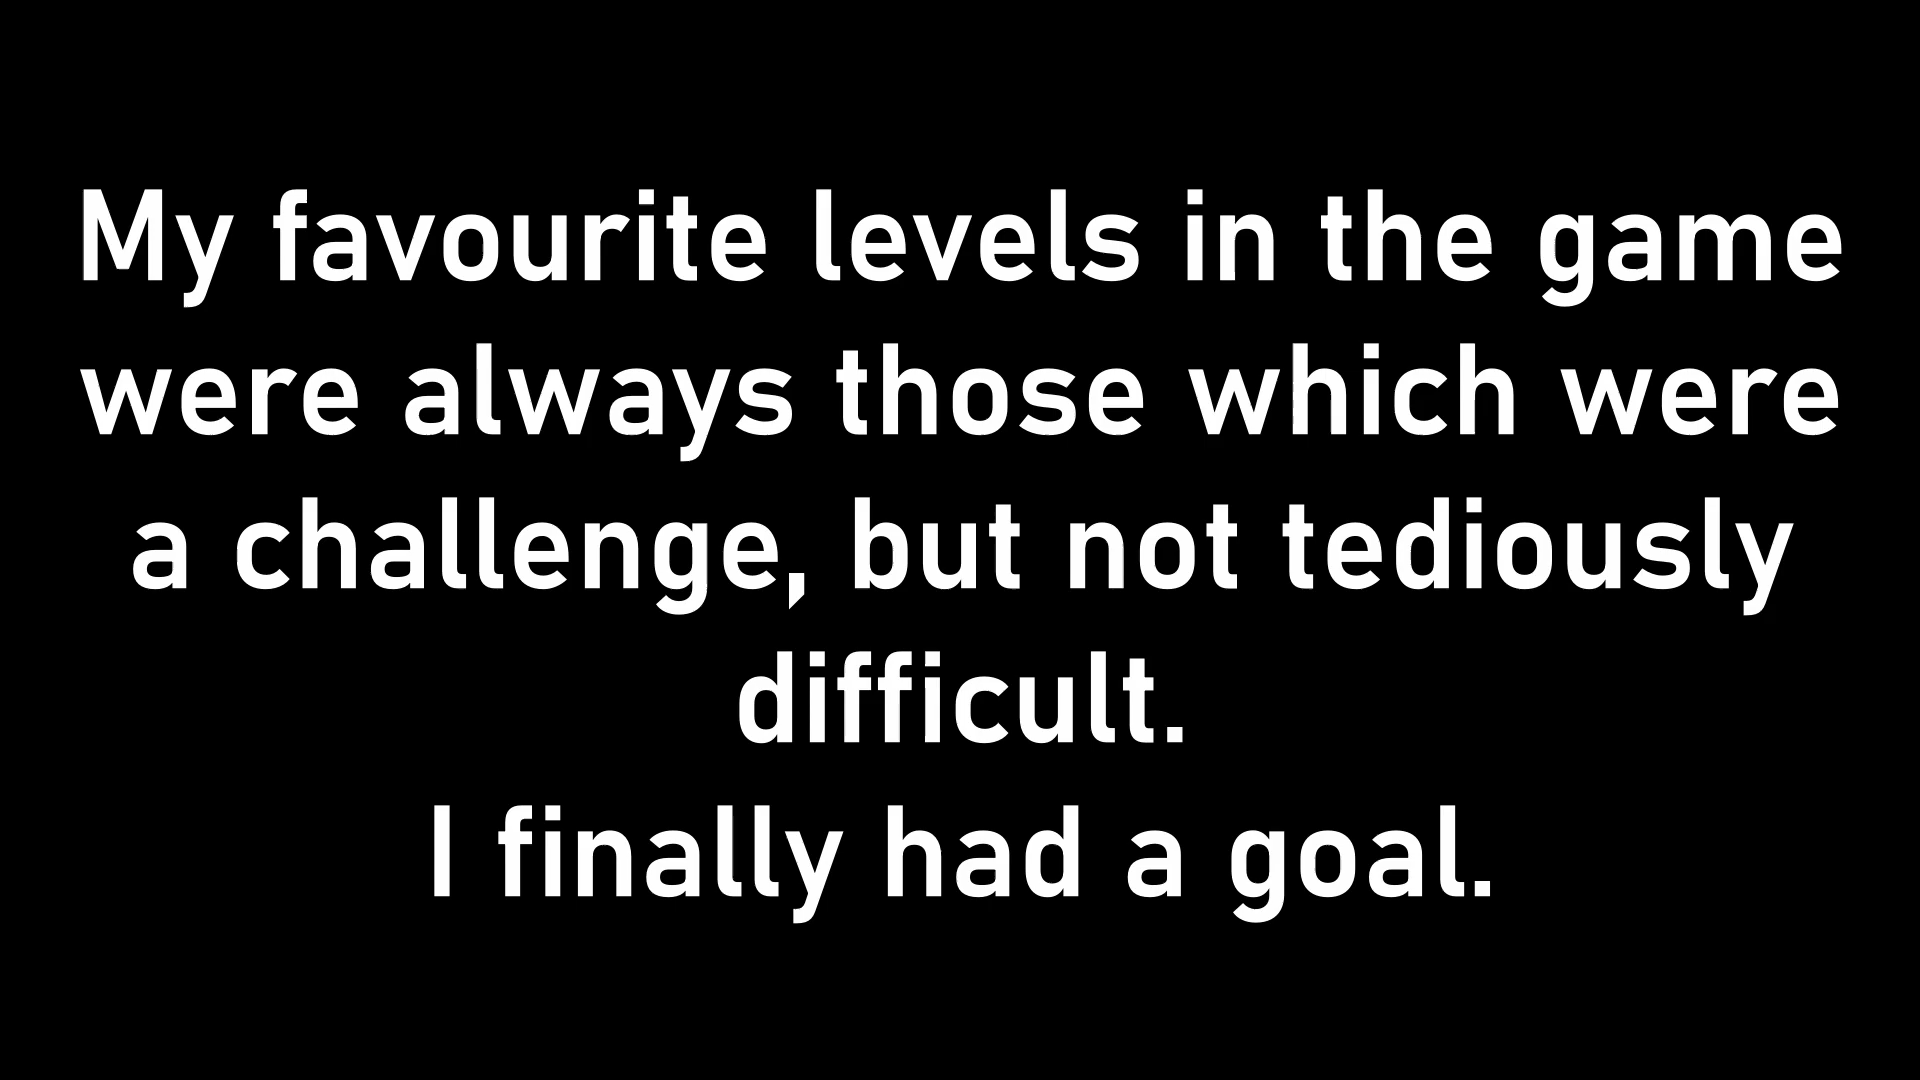 My favourite levels in the game
were always those which were
a challenge, but not tediously
difficult.
I finally had a goal.